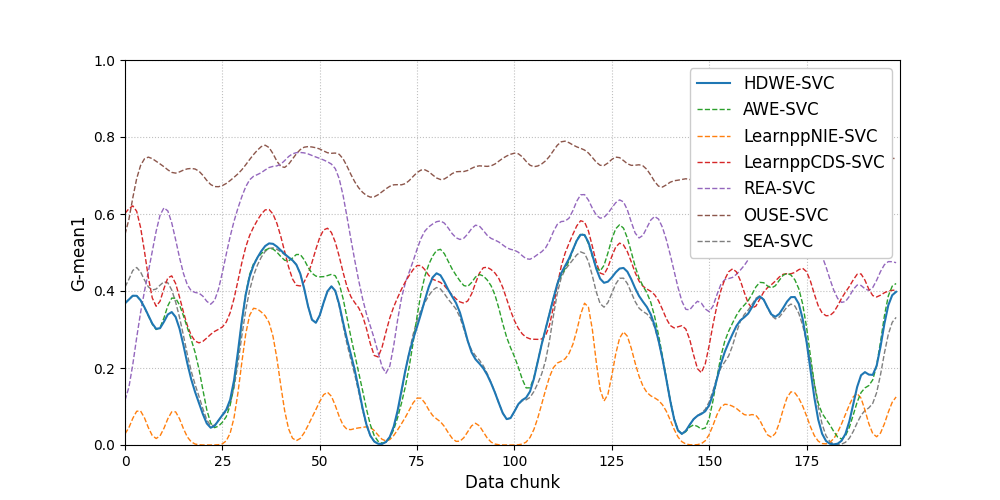 1.0
0.8
0.6
0.4
0.2
0.0
G-mean1
0
25
50
75
100
125
150
175
Data chunk
HDWE-SVC
AWE-SVC
LearnppNIE-SVC
LearnppCDS-SVC
REA-SVC
OUSE-SVC
SEA-SVC